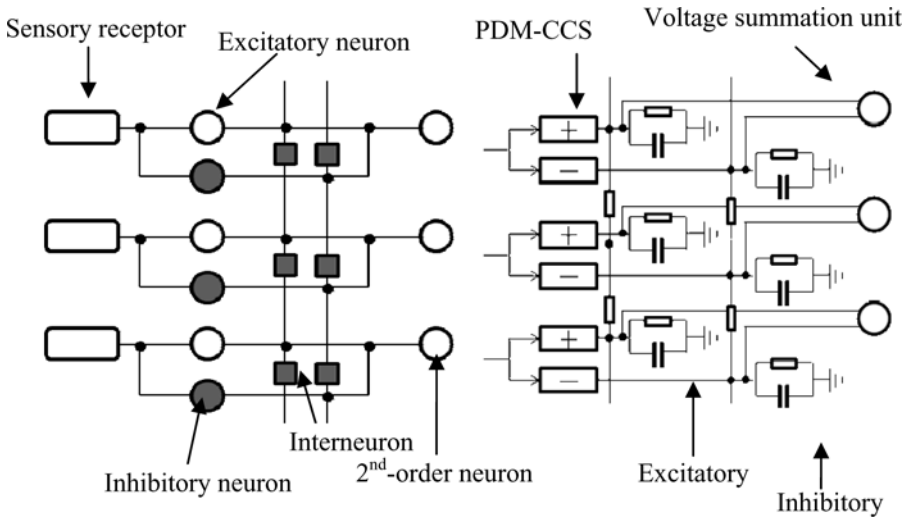 Sensory receptor
Excitatory neuron
Interneuron
2nd-order neuron
Inhibitory neuron
PDM-CCS
Voltage summation unit
+
−
+
−
+
−
Excitatory
Inhibitory